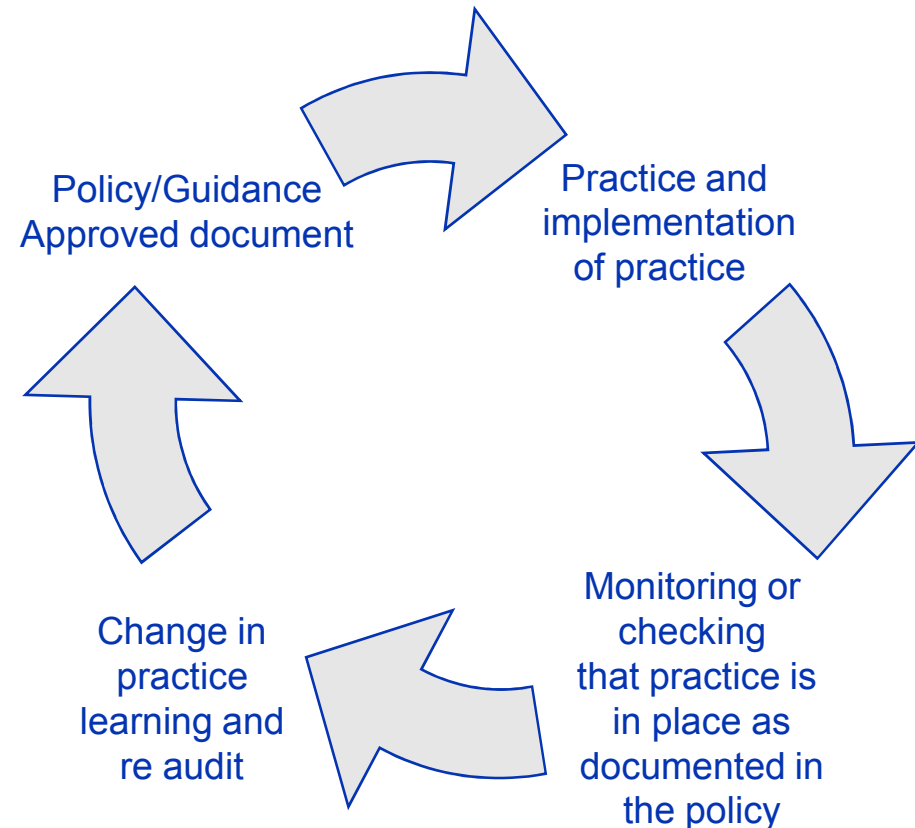 Policy/Guidance
Approved document
Practice and
implementation
of practice
Monitoring or
checking
that practice is
in place as
documented in
the policy
Change in
practice
learning and
re audit